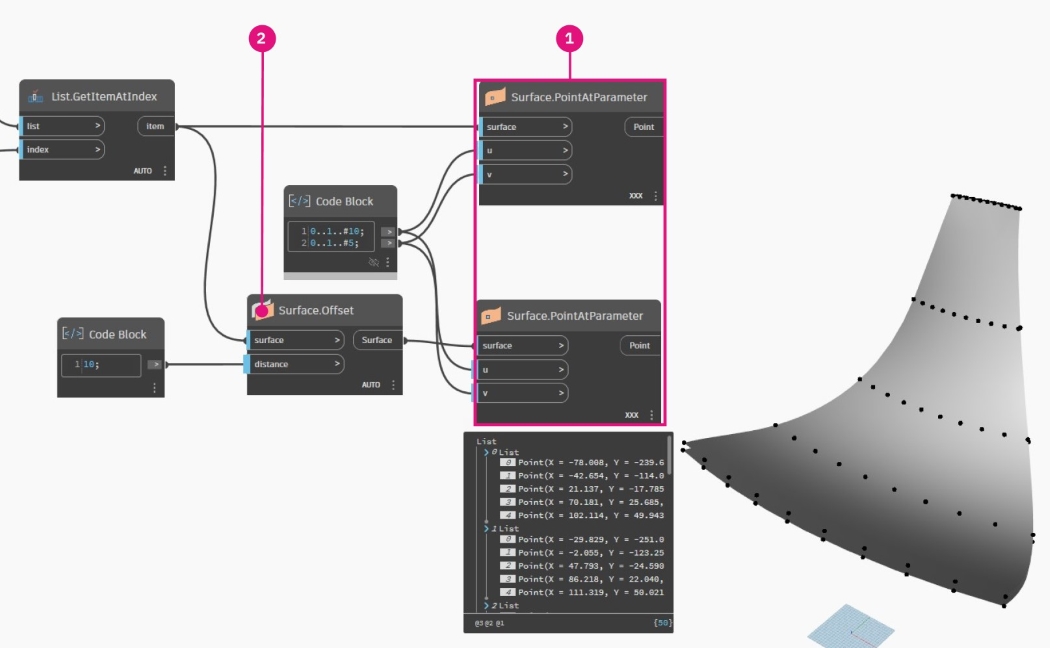 2
1
List.GetItemAtIndex
list >
item
index >
AUTO
Surface.PointAtParameter
surface >
Point
u >
v >
XXX
Code Block
1 0..1..#10; >
2 0..1..#5; >
Surface.Offset
surface >
Surface
distance >
AUTO
Code Block
1 10; >
Surface.PointAtParameter
surface >
Point
u >
v >
XXX
List
0 List
0 Point(X = -78.008, Y = -239.6
1 Point(X = -42.654, Y = -114.0
2 Point(X = 21.137, Y = -17.785
3 Point(X = 70.181, Y = 25.685,
4 Point(X = 102.114, Y = 49.943
1 List
0 Point(X = -29.829, Y = -251.0
1 Point(X = -2.055, Y = -123.25
2 Point(X = 47.793, Y = -24.590
3 Point(X = 86.218, Y = 22.040,
4 Point(X = 111.319, Y = 50.021
2 List
@3 @2 @1
{50}